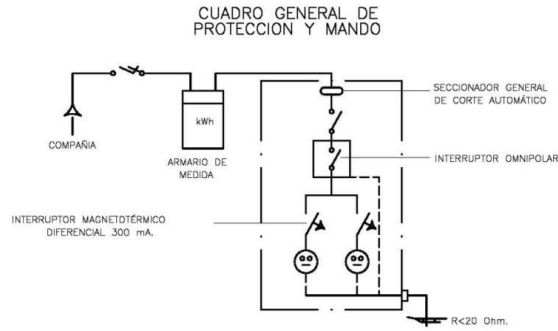 CUADRO GENERAL DE
PROTECCION Y MANDO
SECCIONADOR GENERAL
DE CORTE AUTOMÁTICO
kWh
COMPAÑIA
ARMARIO DE
MEDIDA
INTERRUPTOR OMNIPOLAR
INTERRUPTOR MAGNETOTÉRMICO
DIFERENCIAL 300 mA.
R<20 Ohm.